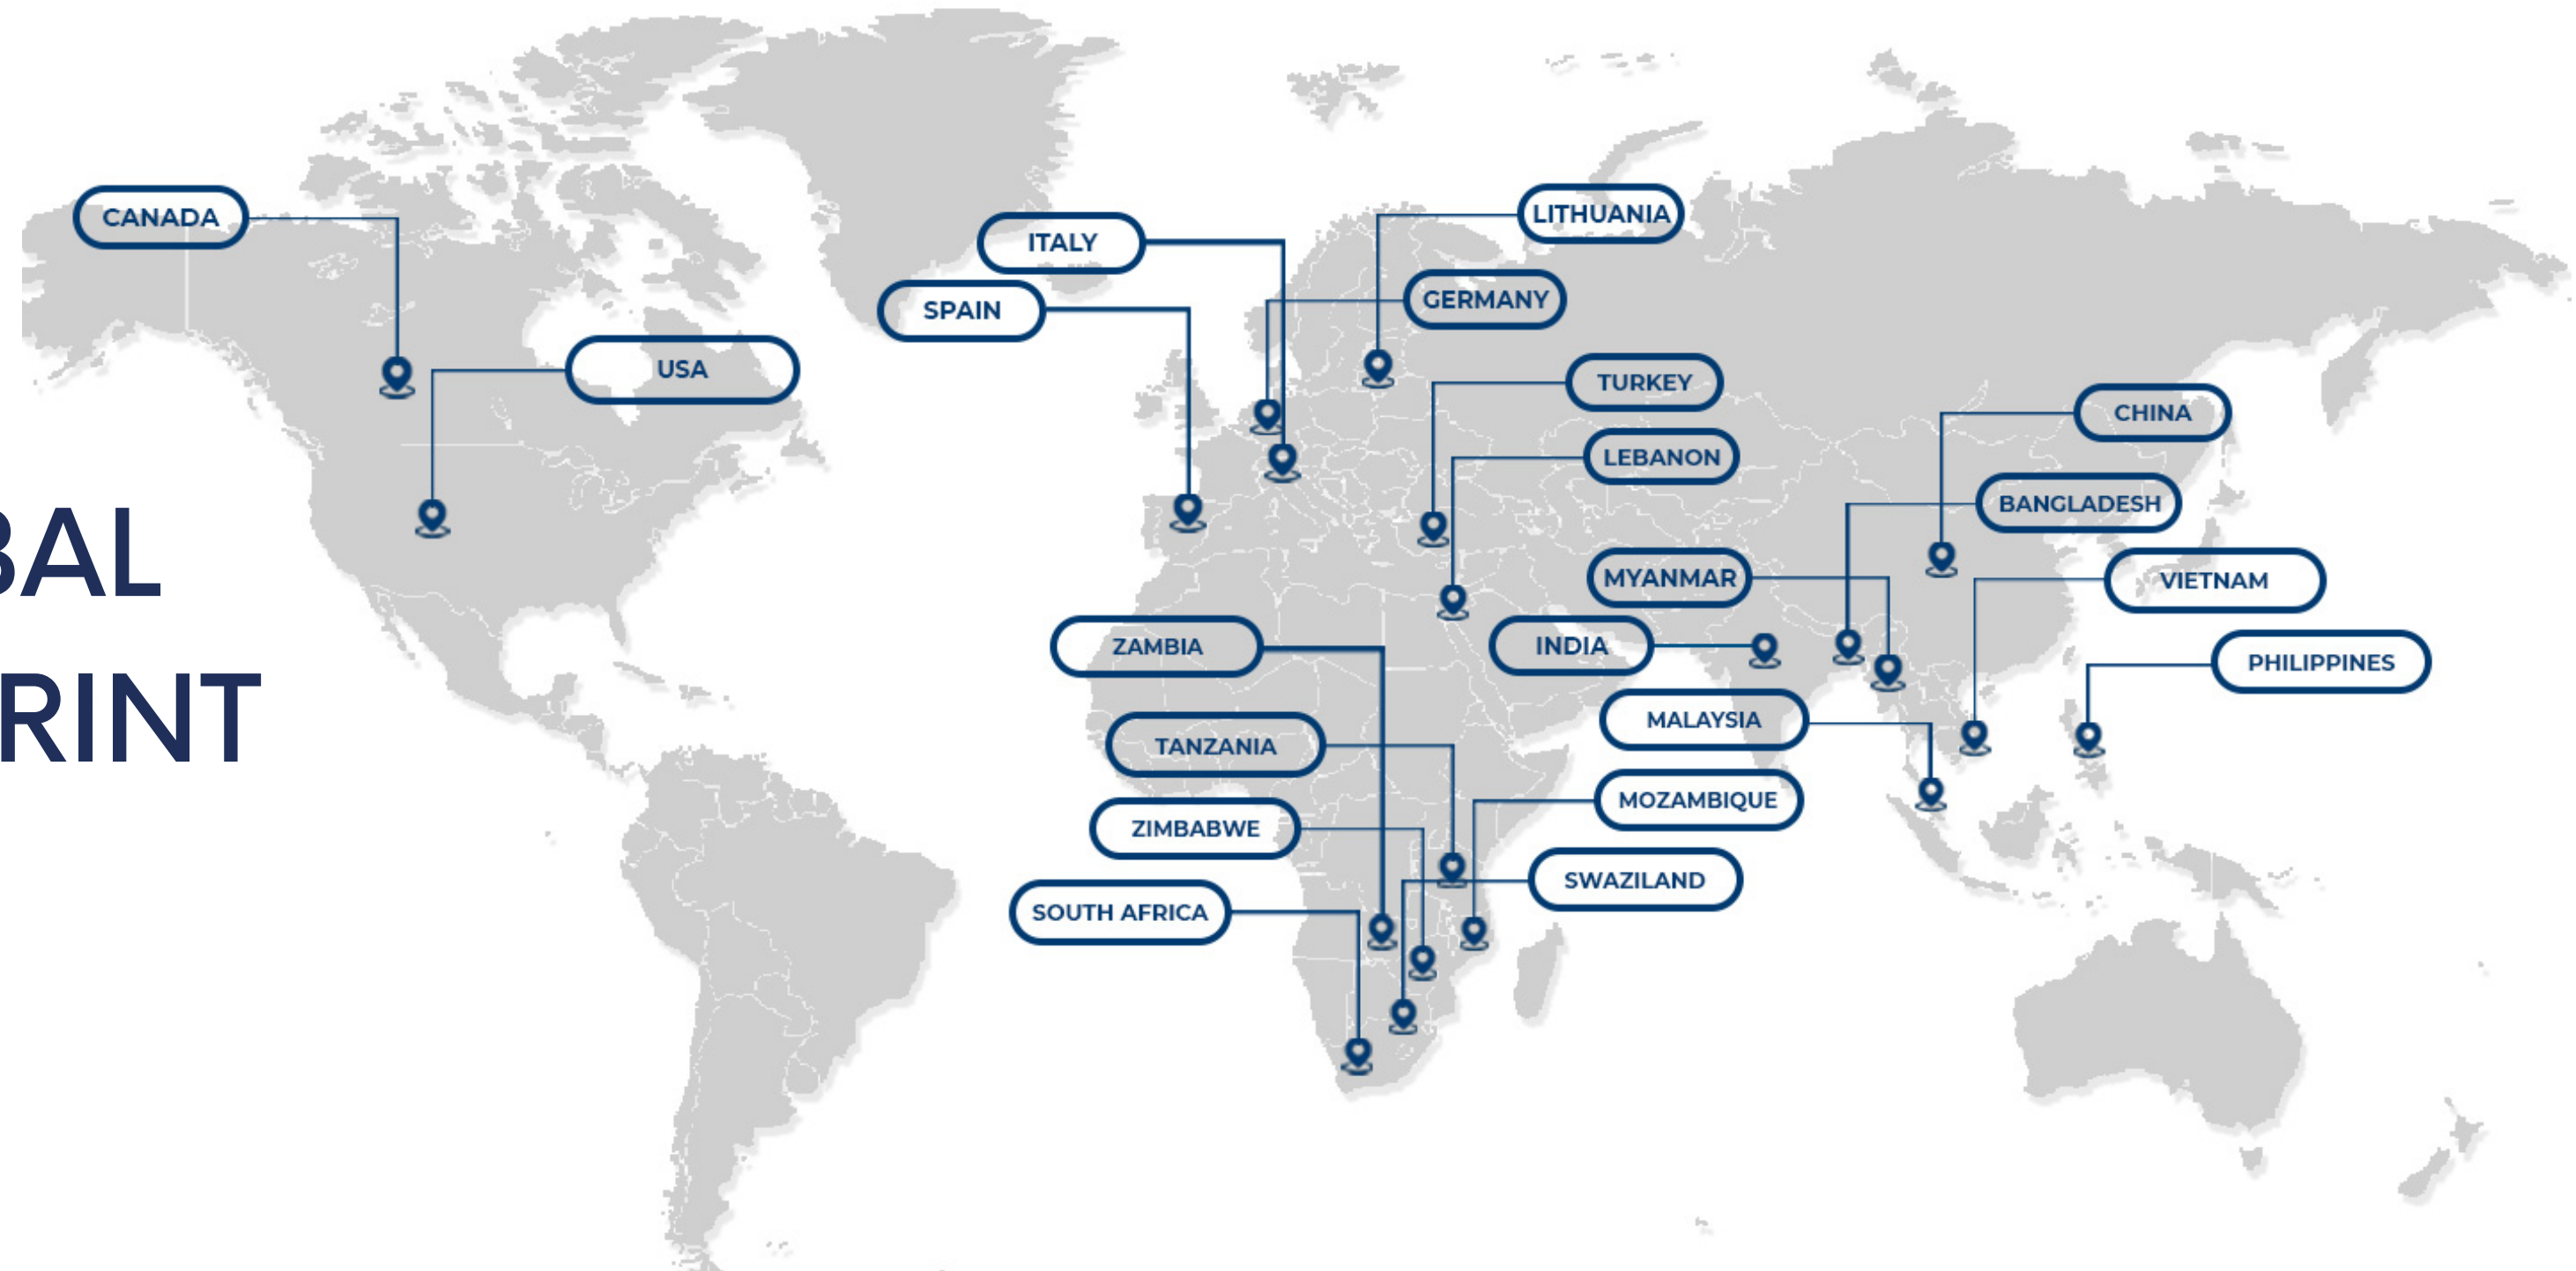 BAL
RINT
CANADA
USA
ITALY
SPAIN
LITHUANIA
GERMANY
TURKEY
LEBANON
CHINA
BANGLADESH
MYANMAR
VIETNAM
INDIA
PHILIPPINES
MALAYSIA
ZAMBIA
TANZANIA
MOZAMBIQUE
ZIMBABWE
SWAZILAND
SOUTH AFRICA